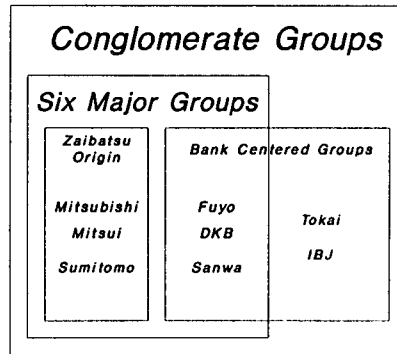 Conglomerate Groups
Six Major Groups
Zaibatsu
Origin
Mitsubishi
Mitsui
Sumitomo
Bank Centered Groups
Fuyo
DKB
Sanwa
Tokai
IBJ